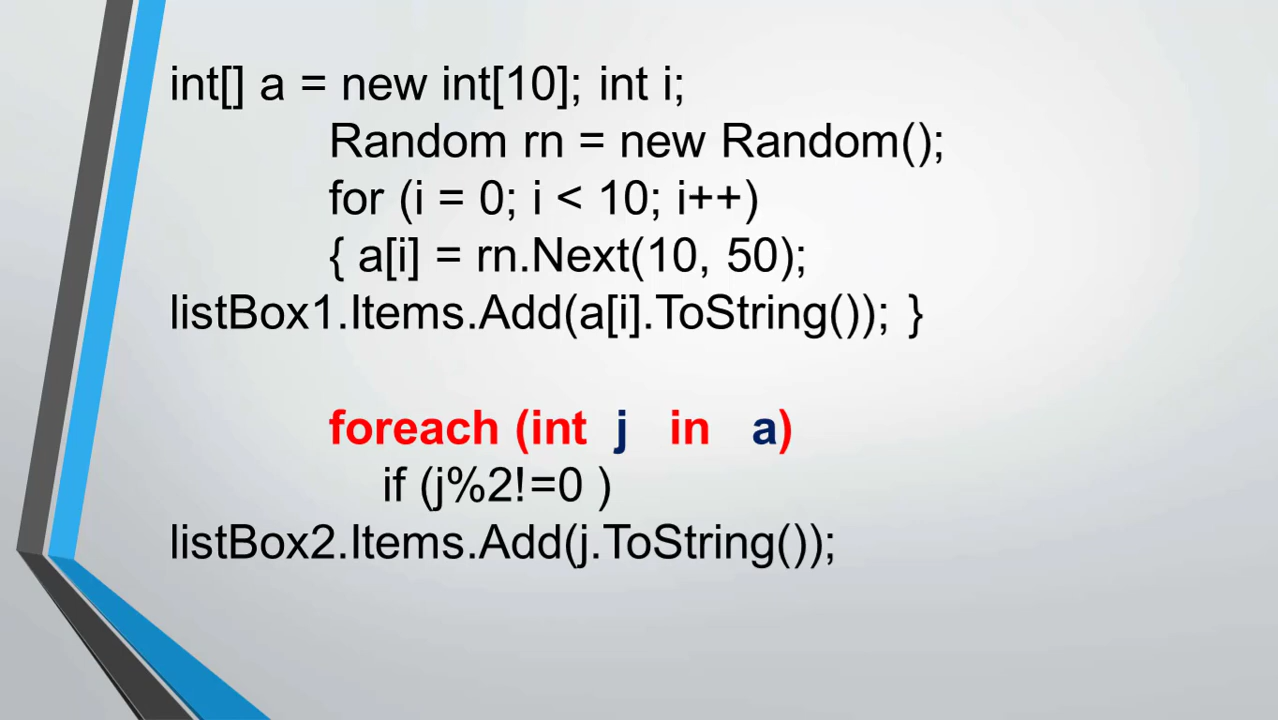 int[] a = new int[10]; int i;
Random rn = new Random();
for (i = 0; i < 10; i++)
{ a[i] = rn.Next(10, 50);
listBox1.Items.Add(a[i].ToString()); }
foreach (int j in a)
if (j%2!=0 )
listBox2.Items.Add(j.ToString());